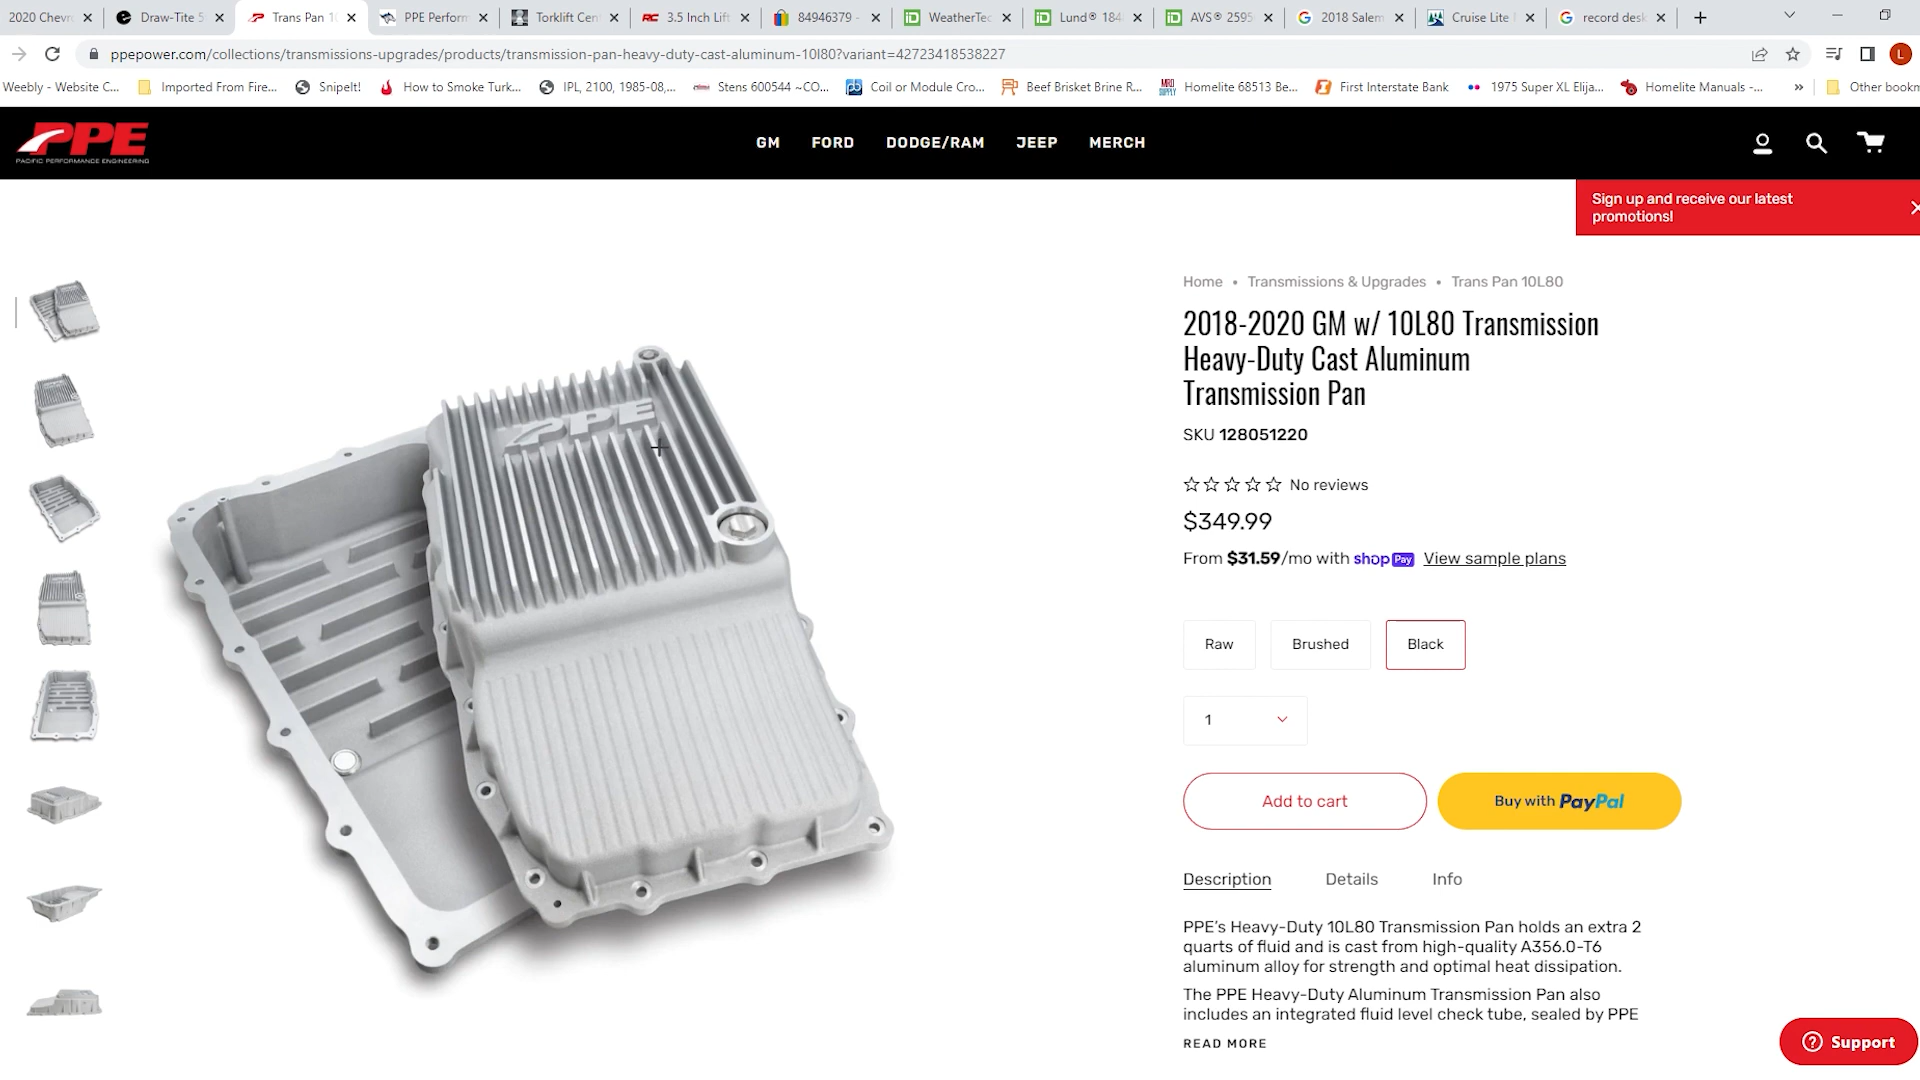 2020 Chevr
Draw-Tite 5
Trans Pan 1
PPE Perform
Torklift Cen
3.5 Inch Lift
84946379 -
WeatherTec
Lund® 184
AVS® 2595
2018 Salem
Cruise Lite
record desk
ppepower.com/collections/transmissions-upgrades/products/transmission-pan-heavy-duty-cast-aluminum-10l80?variant=42723418538227
L
Weebly - Website C...
Imported From Fire...
SnipeIt!
How to Smoke Turk...
IPL, 2100, 1985-08,...
Stens 600544 ~CO...
Coil or Module Cro...
Beef Brisket Brine R...
Homelite 68513 Be...
First Interstate Bank
1975 Super XL Elija...
Homelite Manuals -...
»
Other bookm
PPE
PACIFIC PERFORMANCE ENGINEERING
GM
FORD
DODGE/RAM
JEEP
MERCH
Sign up and receive our latest
promotions!
Home • Transmissions & Upgrades • Trans Pan 10L80
2018-2020 GM w/ 10L80 Transmission
Heavy-Duty Cast Aluminum
Transmission Pan
SKU 128051220
No reviews
$349.99
From $31.59/mo with shop Pay View sample plans
Raw
Brushed
Black
1
Add to cart
Buy with PayPal
Description
Details
Info
PPE's Heavy-Duty 10L80 Transmission Pan holds an extra 2
quarts of fluid and is cast from high-quality A356.0-T6
aluminum alloy for strength and optimal heat dissipation.
The PPE Heavy-Duty Aluminum Transmission Pan also
includes an integrated fluid level check tube, sealed by PPE
READ MORE
Support
PPE